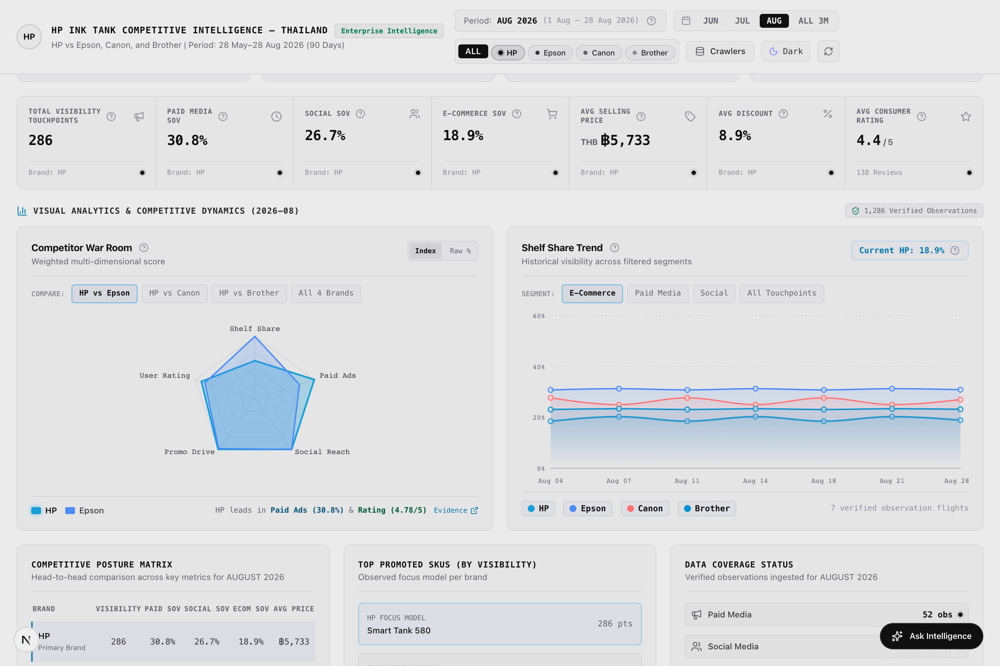 HP
HP INK TANK COMPETITIVE INTELLIGENCE – THAILAND
Enterprise Intelligence
HP vs Epson, Canon, and Brother | Period: 28 May–28 Aug 2026 (90 Days)
Period: AUG 2026 (1 Aug – 28 Aug 2026)
JUN JUL AUG ALL 3M
ALL HP Epson Canon Brother
Crawlers
Dark
TOTAL VISIBILITY TOUCHPOINTS
286
Brand: HP
PAID MEDIA SOV
30.8%
Brand: HP
SOCIAL SOV
26.7%
Brand: HP
E-COMMERCE SOV
18.9%
Brand: HP
AVG SELLING PRICE
THB ฿5,733
Brand: HP
AVG DISCOUNT
8.9%
Brand: HP
AVG CONSUMER RATING
4.4 / 5
138 Reviews
VISUAL ANALYTICS & COMPETITIVE DYNAMICS (2026-08)
1,286 Verified Observations
Competitor War Room
Weighted multi-dimensional score
Index Raw %
COMPARE: HP vs Epson HP vs Canon HP vs Brother All 4 Brands
Shelf Share
User Rating
Paid Ads
Promo Drive
Social Reach
HP Epson
HP leads in Paid Ads (30.8%) & Rating (4.78/5) Evidence
Shelf Share Trend
Historical visibility across filtered segments
Current HP: 18.9%
SEGMENT: E-Commerce Paid Media Social All Touchpoints
60%
40%
20%
0%
Aug 04 Aug 07 Aug 11 Aug 14 Aug 18 Aug 21 Aug 28
HP Epson Canon Brother
7 verified observation flights
COMPETITIVE POSTURE MATRIX
Head-to-head comparison across key metrics for AUGUST 2026
BRAND VISIBILITY PAID SOV SOCIAL SOV ECOM SOV AVG PRICE
HP 286 30.8% 26.7% 18.9% ฿5,733
Primary Brand
N
TOP PROMOTED SKUS (BY VISIBILITY)
Observed focus model per brand
HP FOCUS MODEL
Smart Tank 580
286 pts
DATA COVERAGE STATUS
Verified observations ingested for AUGUST 2026
Paid Media 52 obs
Social Media
Ask Intelligence